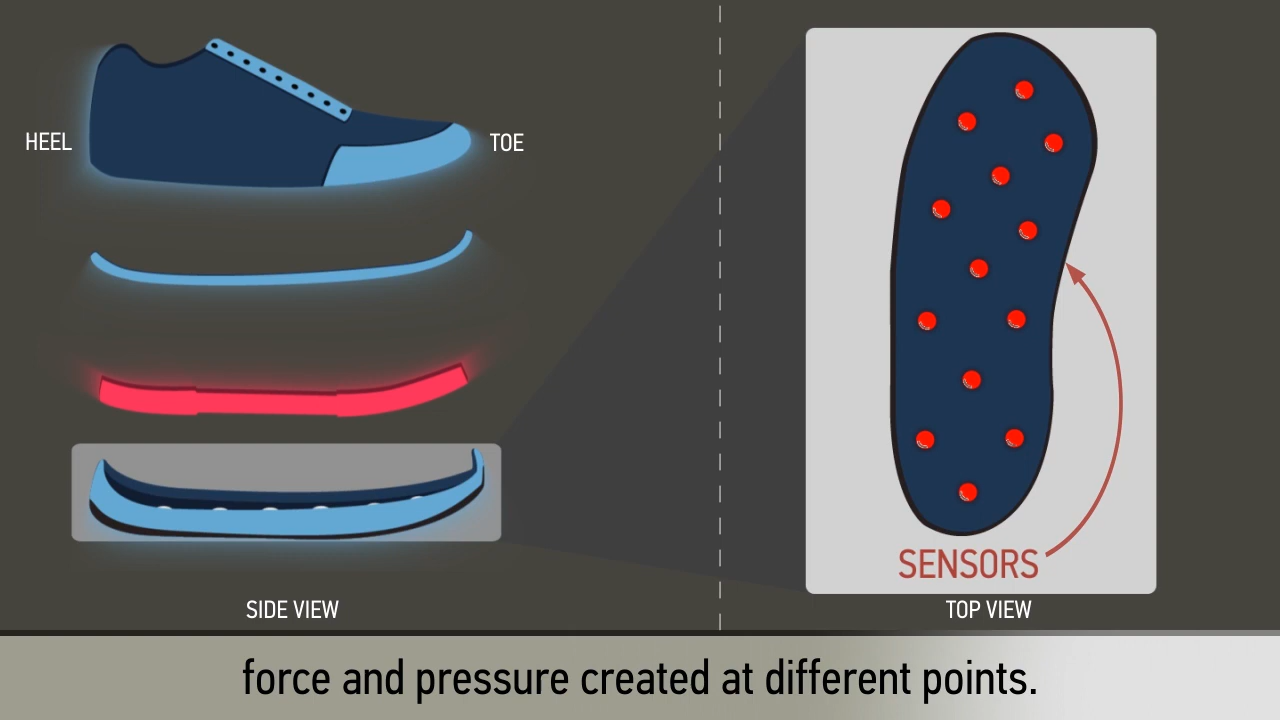 HEEL
TOE
SENSORS
SIDE VIEW
TOP VIEW
force and pressure created at different points.